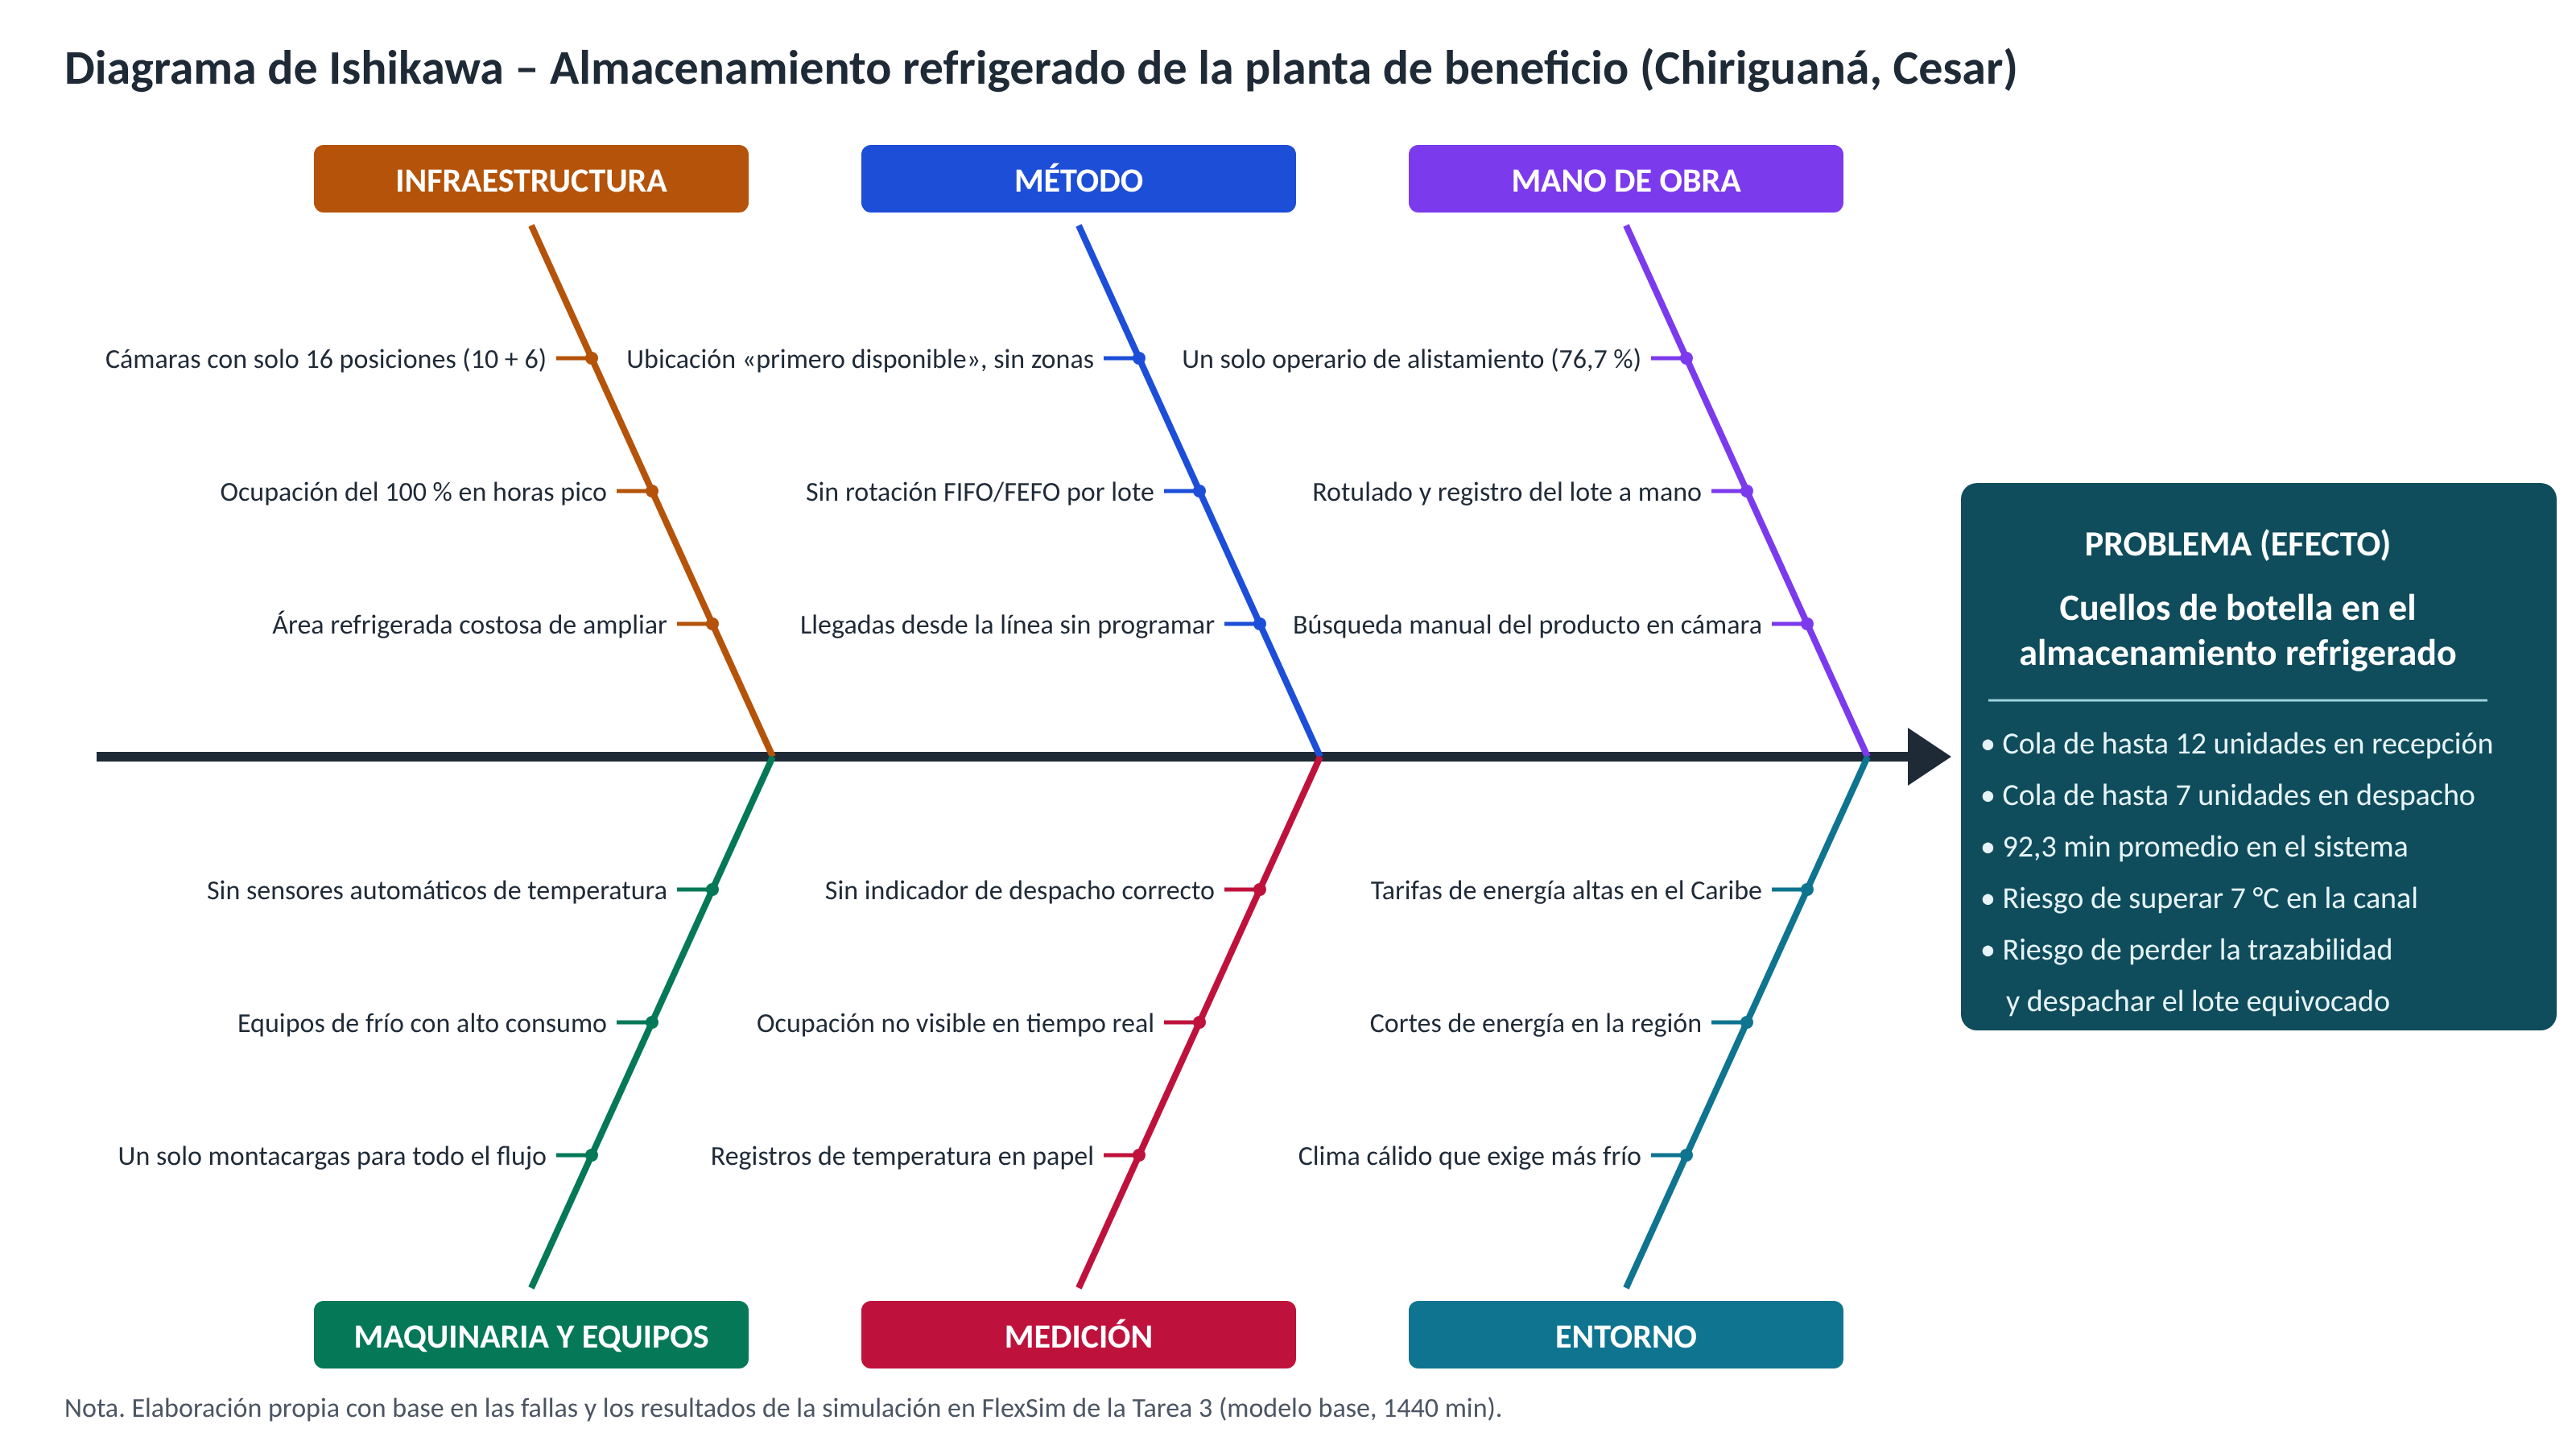 Diagrama de Ishikawa – Almacenamiento refrigerado de la planta de beneficio (Chiriguaná, Cesar)
INFRAESTRUCTURA
MÉTODO
MANO DE OBRA
Cámaras con solo 16 posiciones (10 + 6)
Ubicación «primero disponible», sin zonas
Un solo operario de alistamiento (76,7 %)
Ocupación del 100 % en horas pico
Sin rotación FIFO/FEFO por lote
Rotulado y registro del lote a mano
Área refrigerada costosa de ampliar
Llegadas desde la línea sin programar
Búsqueda manual del producto en cámara
PROBLEMA (EFECTO)
Cuellos de botella en el
almacenamiento refrigerado
• Cola de hasta 12 unidades en recepción
• Cola de hasta 7 unidades en despacho
• 92,3 min promedio en el sistema
• Riesgo de superar 7 °C en la canal
• Riesgo de perder la trazabilidad
y despachar el lote equivocado
Sin sensores automáticos de temperatura
Sin indicador de despacho correcto
Tarifas de energía altas en el Caribe
Equipos de frío con alto consumo
Ocupación no visible en tiempo real
Cortes de energía en la región
Un solo montacargas para todo el flujo
Registros de temperatura en papel
Clima cálido que exige más frío
MAQUINARIA Y EQUIPOS
MEDICIÓN
ENTORNO
Nota. Elaboración propia con base en las fallas y los resultados de la simulación en FlexSim de la Tarea 3 (modelo base, 1440 min).